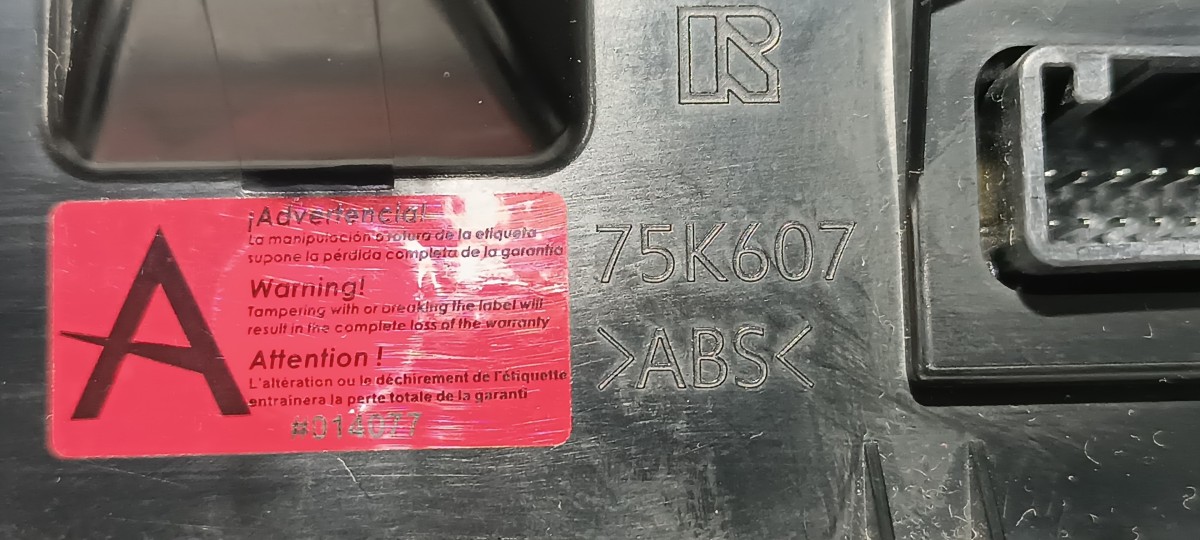 ¡Advertencia!
La manipulación o rotura de la etiqueta
supone la pérdida completa de la garantía
Warning!
Tampering with or breaking the label will
result in the complete loss of the warranty
Attention !
L'altération ou le déchirement de l'étiquette
entraînera la perte totale de la garanti
#014077
A
R
75K607
>ABS<